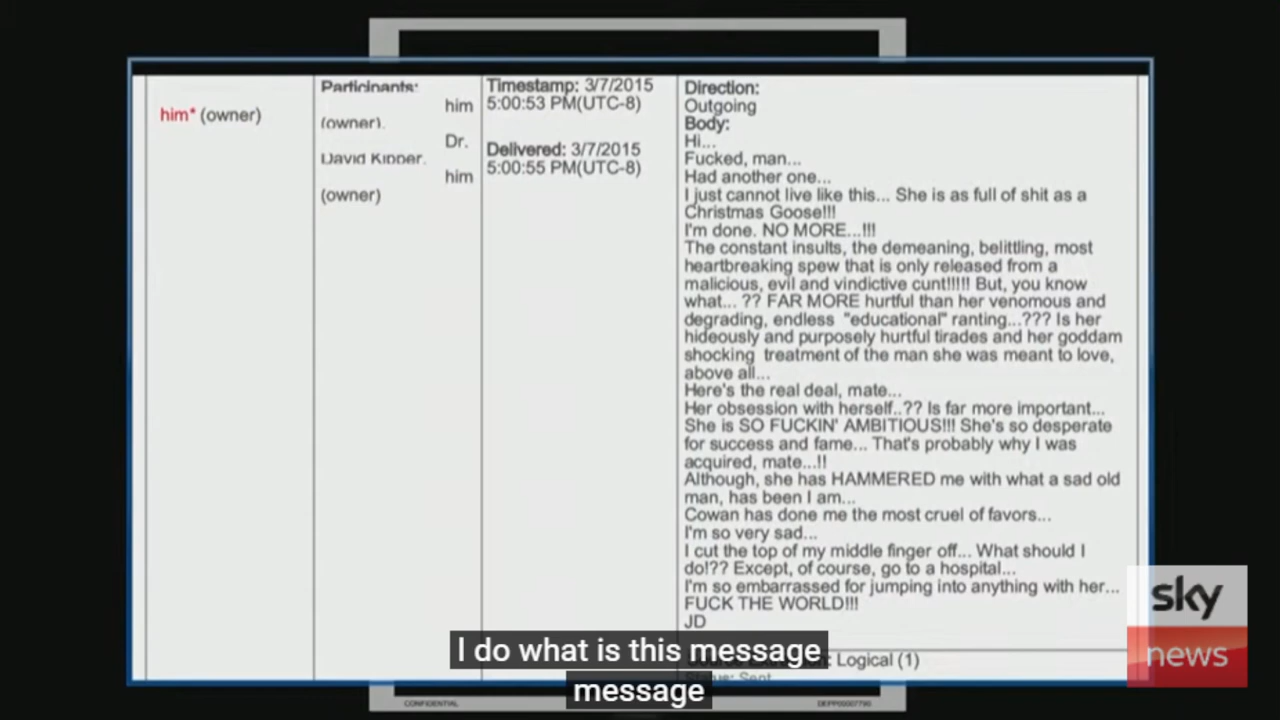 him* (owner)
Participants:
him
(owner).
Dr.
David Kipper.
him
(owner)
Timestamp: 3/7/2015
5:00:53 PM(UTC-8)
Delivered: 3/7/2015
5:00:55 PM(UTC-8)
Direction:
Outgoing
Body:
Hi...
Fucked, man...
Had another one...
I just cannot live like this... She is as full of shit as a
Christmas Goose!!!
I'm done. NO MORE...!!!
The constant insults, the demeaning, belittling, most
heartbreaking spew that is only released from a
malicious, evil and vindictive cunt!!!!! But, you know
what... ?? FAR MORE hurtful than her venomous and
degrading, endless "educational" ranting...??? Is her
hideously and purposely hurtful tirades and her goddam
shocking treatment of the man she was meant to love,
above all...
Here's the real deal, mate...
Her obsession with herself..?? Is far more important...
She is SO FUCKIN' AMBITIOUS!!! She's so desperate
for success and fame... That's probably why I was
acquired, mate...!!
Although, she has HAMMERED me with what a sad old
man, has been I am...
Cowan has done me the most cruel of favors...
I'm so very sad...
I cut the top of my middle finger off... What should I
do!?? Except, of course, go to a hospital...
I'm so embarrassed for jumping into anything with her...
FUCK THE WORLD!!!
JD
Logical (1)
Status: Sent
I do what is this message
message
sky
news
CONFIDENTIAL
DEPP00007790